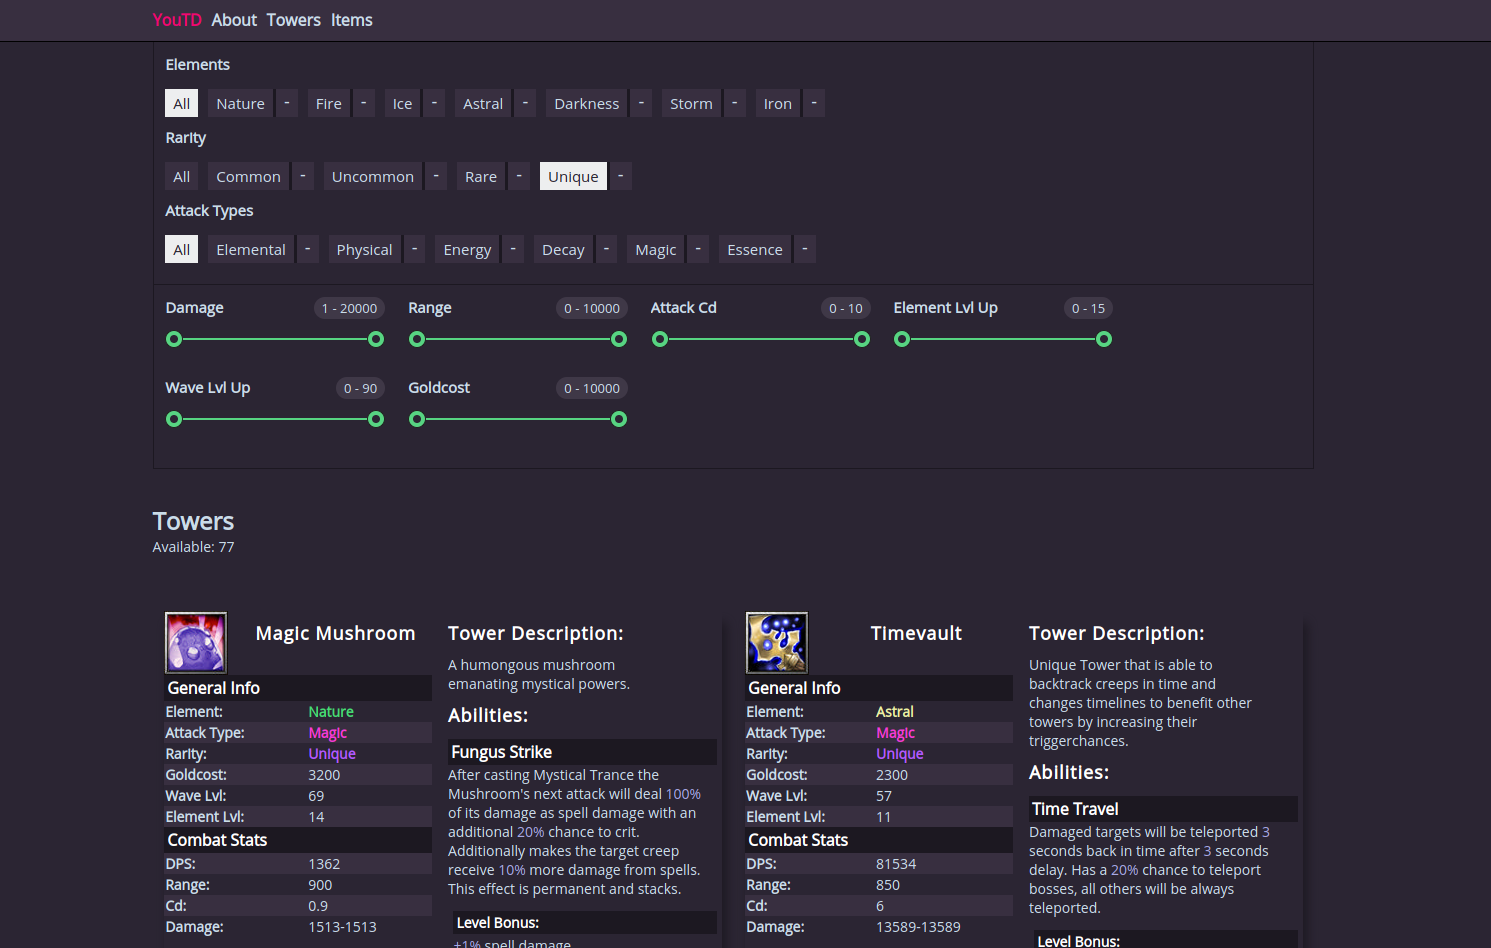 YouTD About Towers Items
Elements
All Nature - Fire - Ice - Astral - Darkness - Storm - Iron -
Rarity
All Common - Uncommon - Rare - Unique -
Attack Types
All Elemental - Physical - Energy - Decay - Magic - Essence -
Damage 1 - 20000 Range 0 - 10000 Attack Cd 0 - 10 Element Lvl Up 0 - 15
Wave Lvl Up 0 - 90 Goldcost 0 - 10000
Towers
Available: 77
Magic Mushroom
General Info
Element: Nature
Attack Type: Magic
Rarity: Unique
Goldcost: 3200
Wave Lvl: 69
Element Lvl: 14
Combat Stats
DPS: 1362
Range: 900
Cd: 0.9
Damage: 1513-1513
Tower Description:
A humongous mushroom
emanating mystical powers.
Abilities:
Fungus Strike
After casting Mystical Trance the
Mushroom's next attack will deal 100%
of its damage as spell damage with an
additional 20% chance to crit.
Additionally makes the target creep
receive 10% more damage from spells.
This effect is permanent and stacks.
Level Bonus:
+1% spell damage
Timevault
General Info
Element: Astral
Attack Type: Magic
Rarity: Unique
Goldcost: 2300
Wave Lvl: 57
Element Lvl: 11
Combat Stats
DPS: 81534
Range: 850
Cd: 6
Damage: 13589-13589
Tower Description:
Unique Tower that is able to
backtrack creeps in time and
changes timelines to benefit other
towers by increasing their
triggerchances.
Abilities:
Time Travel
Damaged targets will be teleported 3
seconds back in time after 3 seconds
delay. Has a 20% chance to teleport
bosses, all others will be always
teleported.
Level Bonus: